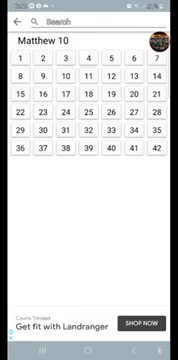 Search
Matthew 10
1 2 3 4 5 6 7
8 9 10 11 12 13 14
15 16 17 18 19 20 21
22 23 24 25 26 27 28
29 30 31 32 33 34 35
36 37 38 39 40 41 42
Courts Trinidad
Get fit with Landranger
SHOP NOW